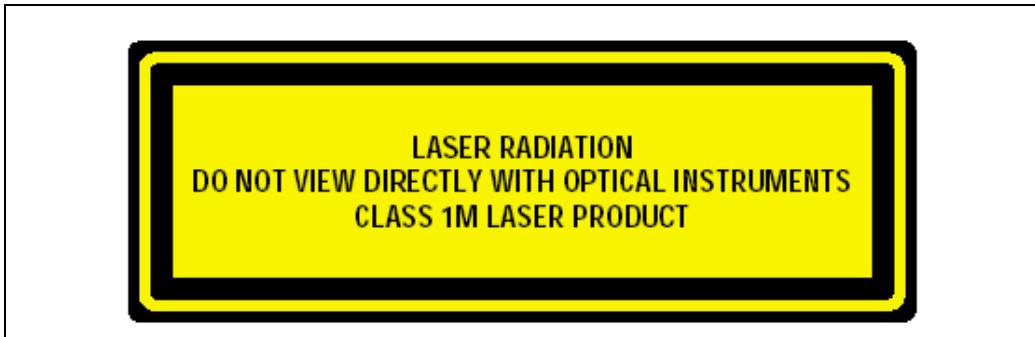 LASER RADIATION
DO NOT VIEW DIRECTLY WITH OPTICAL INSTRUMENTS
CLASS 1M LASER PRODUCT